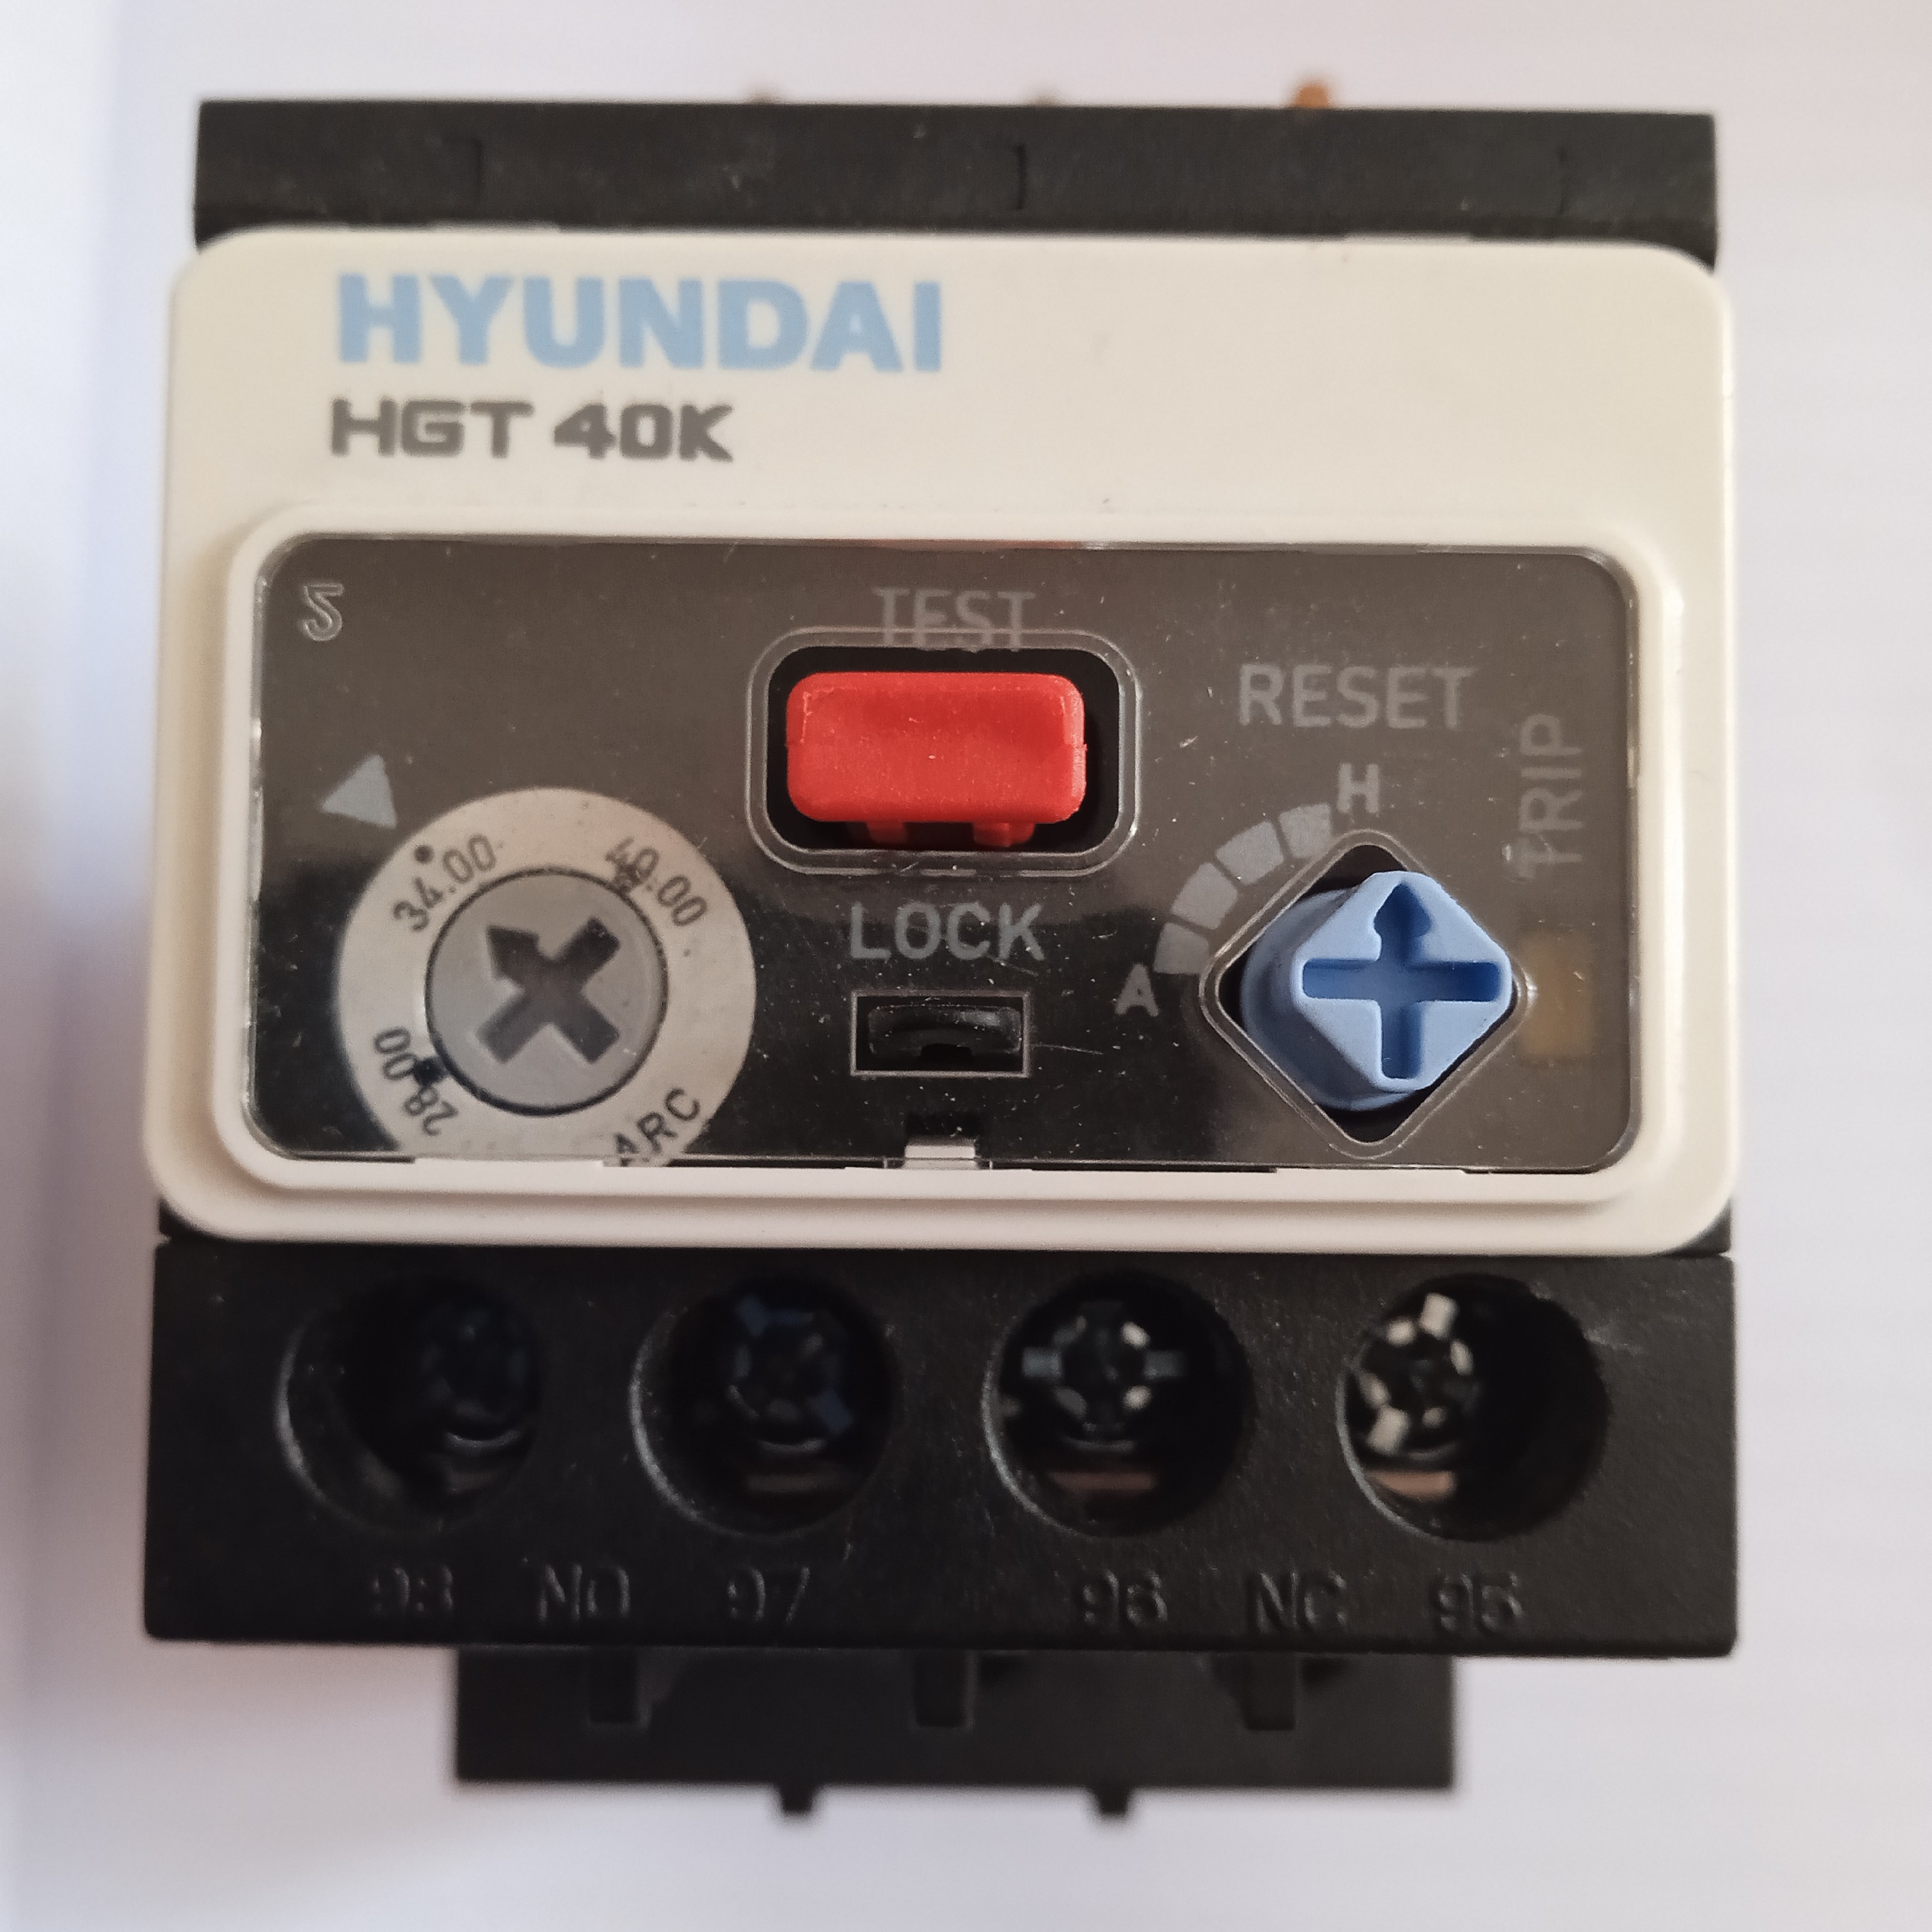 HYUNDAI
HGT 40K
2
TEST
RESET
H
TRIP
34.00
40.00
LOCK
A
28.00
ARC
98 NO 97 96 NC 95